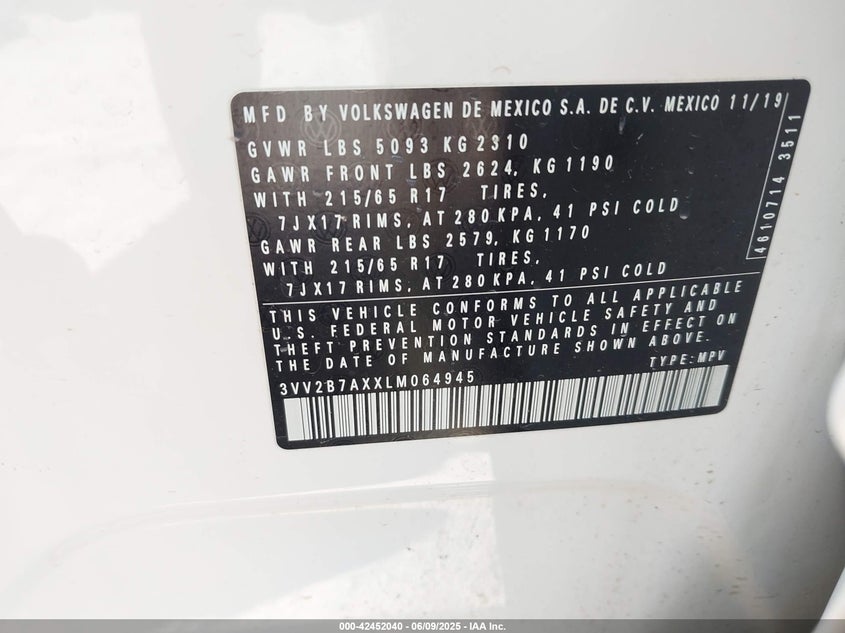 MFD BY VOLKSWAGEN DE MEXICO S.A. DE C.V. MEXICO 11/19
GVWR LBS 5093 KG 2310
GAWR FRONT LBS 2624, KG 1190
WITH 215/65 R17 TIRES,
7JX17 RIMS, AT 280 KPA, 41 PSI COLD
GAWR REAR LBS 2579, KG 1170
WITH 215/65 R17 TIRES,
7JX17 RIMS, AT 280 KPA, 41 PSI COLD
THIS VEHICLE CONFORMS TO ALL APPLICABLE
U.S. FEDERAL MOTOR VEHICLE SAFETY AND
THEFT PREVENTION STANDARDS IN EFFECT ON
THE DATE OF MANUFACTURE SHOWN ABOVE.
TYPE: MPV
3VV2B7AXXLM064945
4610714 3511
000-42452040 - 06/09/2025 - IAA Inc.